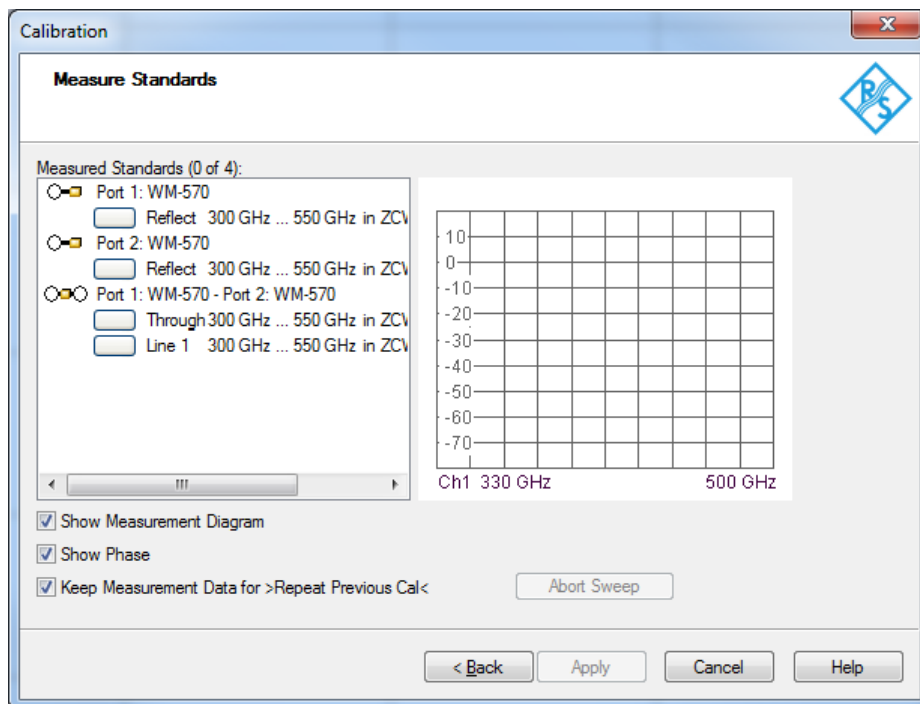 Calibration
Measure Standards
R S
Measured Standards (0 of 4):
Port 1: WM-570
Reflect 300 GHz ... 550 GHz in ZCV
Port 2: WM-570
Reflect 300 GHz ... 550 GHz in ZCV
Port 1: WM-570 - Port 2: WM-570
Through 300 GHz ... 550 GHz in ZCV
Line 1 300 GHz ... 550 GHz in ZCV
10
0
-10
-20
-30
-40
-50
-60
-70
Ch1 330 GHz 500 GHz
Show Measurement Diagram
Show Phase
Keep Measurement Data for >Repeat Previous Cal<
Abort Sweep
< Back Apply Cancel Help